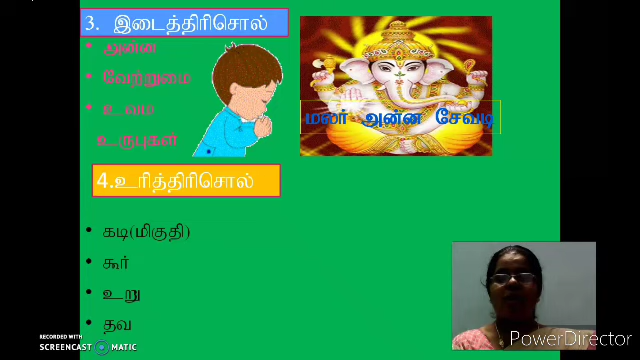 3. இடைத்திரிசொல்
• அன்ன
• வேற்றுமை
• உவம
உருபுகள்
மலர் அன்ன சேவடி
4.உரித்திரிசொல்
• கடி(மிகுதி)
• கூர்
• உறு
• தவ
RECORDED WITH
SCREENCAST MATIC
PowerDirector